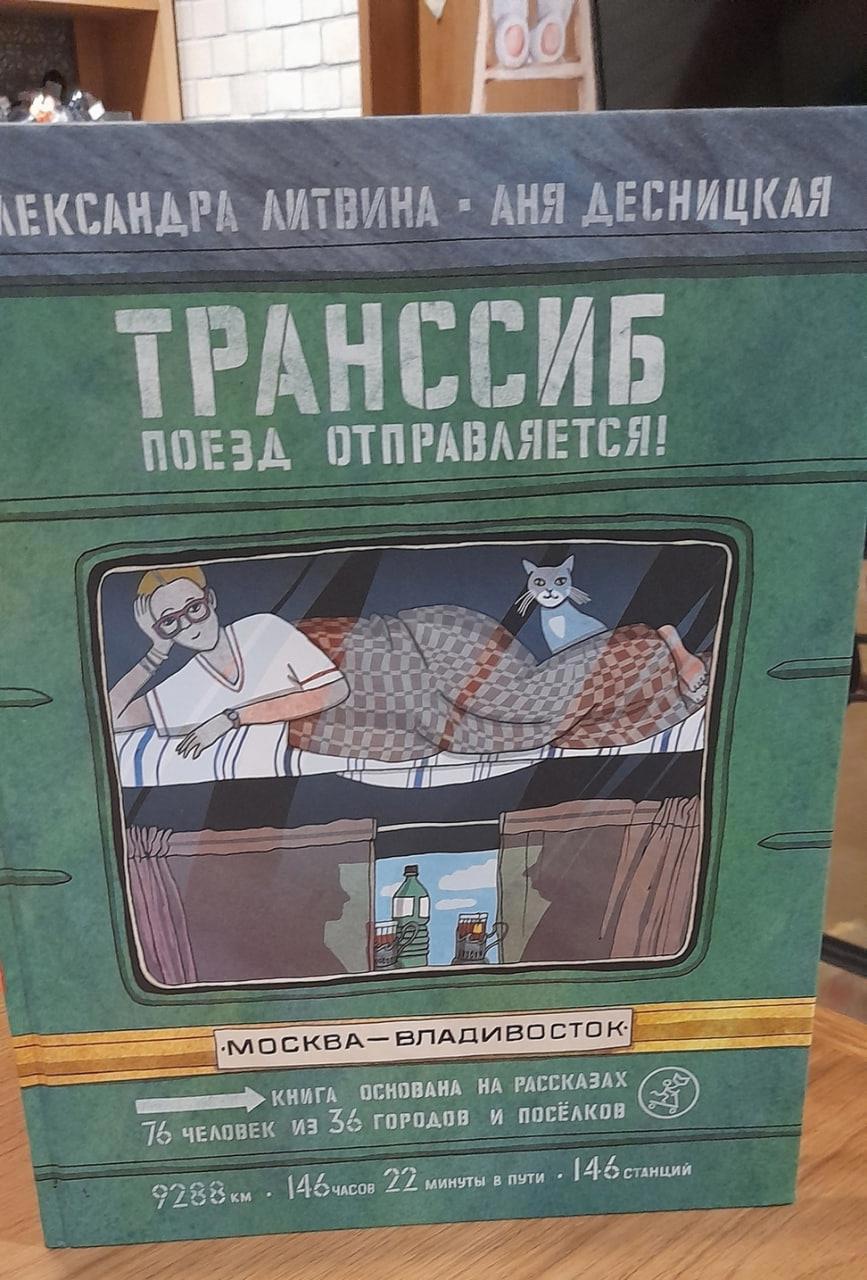 ЛЕКСАНДРА ЛИТВИНА · АНЯ ДЕСНИЦКАЯ
ТРАНССИБ
ПОЕЗД ОТПРАВЛЯЕТСЯ!
·МОСКВА—ВЛАДИВОСТОК·
КНИГА ОСНОВАНА НА РАССКАЗАХ
76 ЧЕЛОВЕК ИЗ 36 ГОРОДОВ И ПОСЁЛКОВ
9288 КМ · 146 ЧАСОВ 22 МИНУТЫ В ПУТИ · 146 СТАНЦИЙ